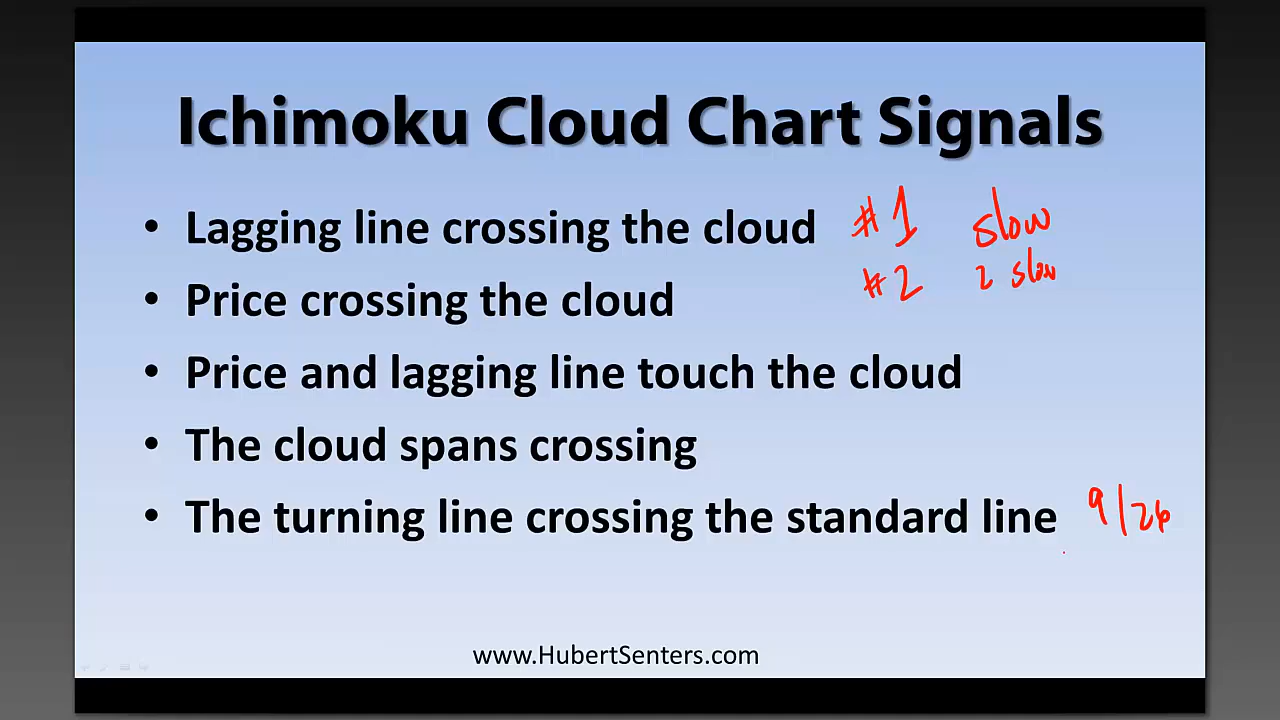 Ichimoku Cloud Chart Signals
• Lagging line crossing the cloud #1 slow
#2 2 slow
• Price crossing the cloud
• Price and lagging line touch the cloud
• The cloud spans crossing
• The turning line crossing the standard line 9/26
www.HubertSenters.com